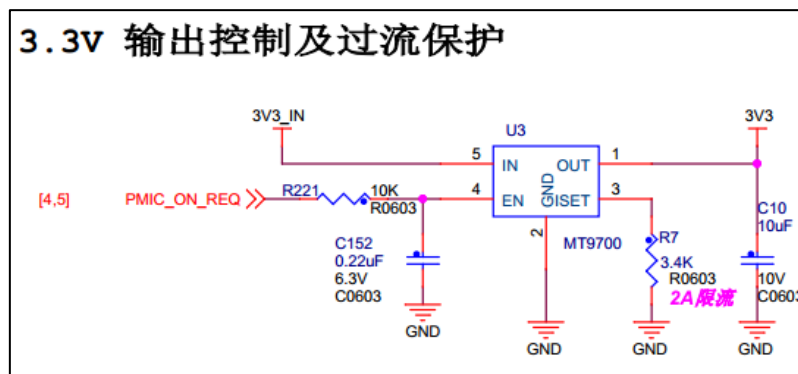 3.3V 输出控制及过流保护
3V3_IN
U3
3V3
5 IN OUT 1
[4,5] PMIC_ON_REQ R221 10K 4 EN GND ISET 3
R0603
C152
0.22uF
6.3V
C0603
2
MT9700
R7
3.4K
R0603
2A限流
C10
10uF
10V
C0603
GND
GND
GND
GND